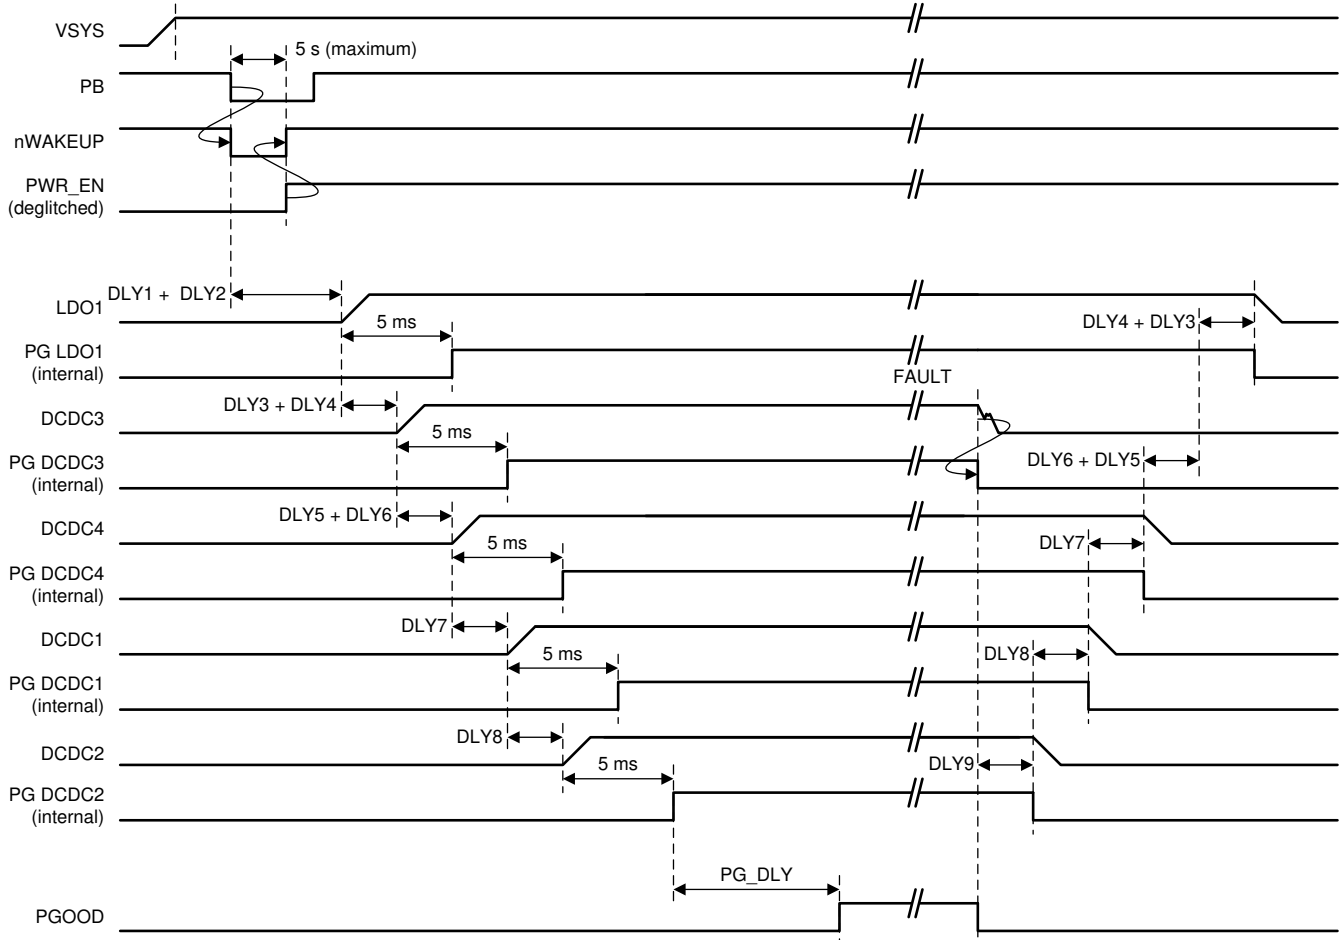 VSYS
5 s (maximum)
PB
nWAKEUP
PWR_EN
(deglitched)
DLY1 + DLY2
LDO1
5 ms
DLY4 + DLY3
PG LDO1
(internal)
FAULT
DLY3 + DLY4
DCDC3
5 ms
PG DCDC3
(internal)
DLY6 + DLY5
DLY5 + DLY6
DCDC4
5 ms
DLY7
PG DCDC4
(internal)
DLY7
DCDC1
5 ms
DLY8
PG DCDC1
(internal)
DLY8
DCDC2
5 ms
DLY9
PG DCDC2
(internal)
PG_DLY
PGOOD